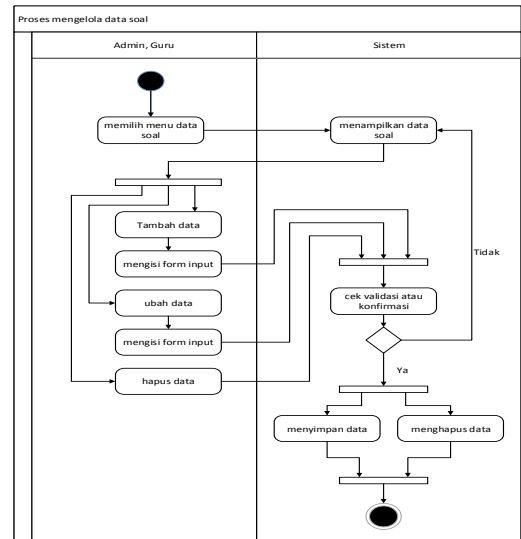 Proses mengelola data soal
Admin, Guru
Sistem
memilih menu data
soal
menampilkan data
soal
Tambah data
mengisi form input
Tidak
cek validasi atau
konfirmasi
ubah data
mengisi form input
Ya
hapus data
menyimpan data
menghapus data